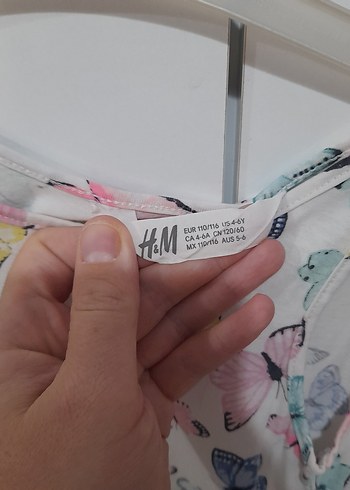 H&M
EUR 110/116 US 4-6Y
CA 4-6A CN 120/60
MX 110/116 AUS 5-6